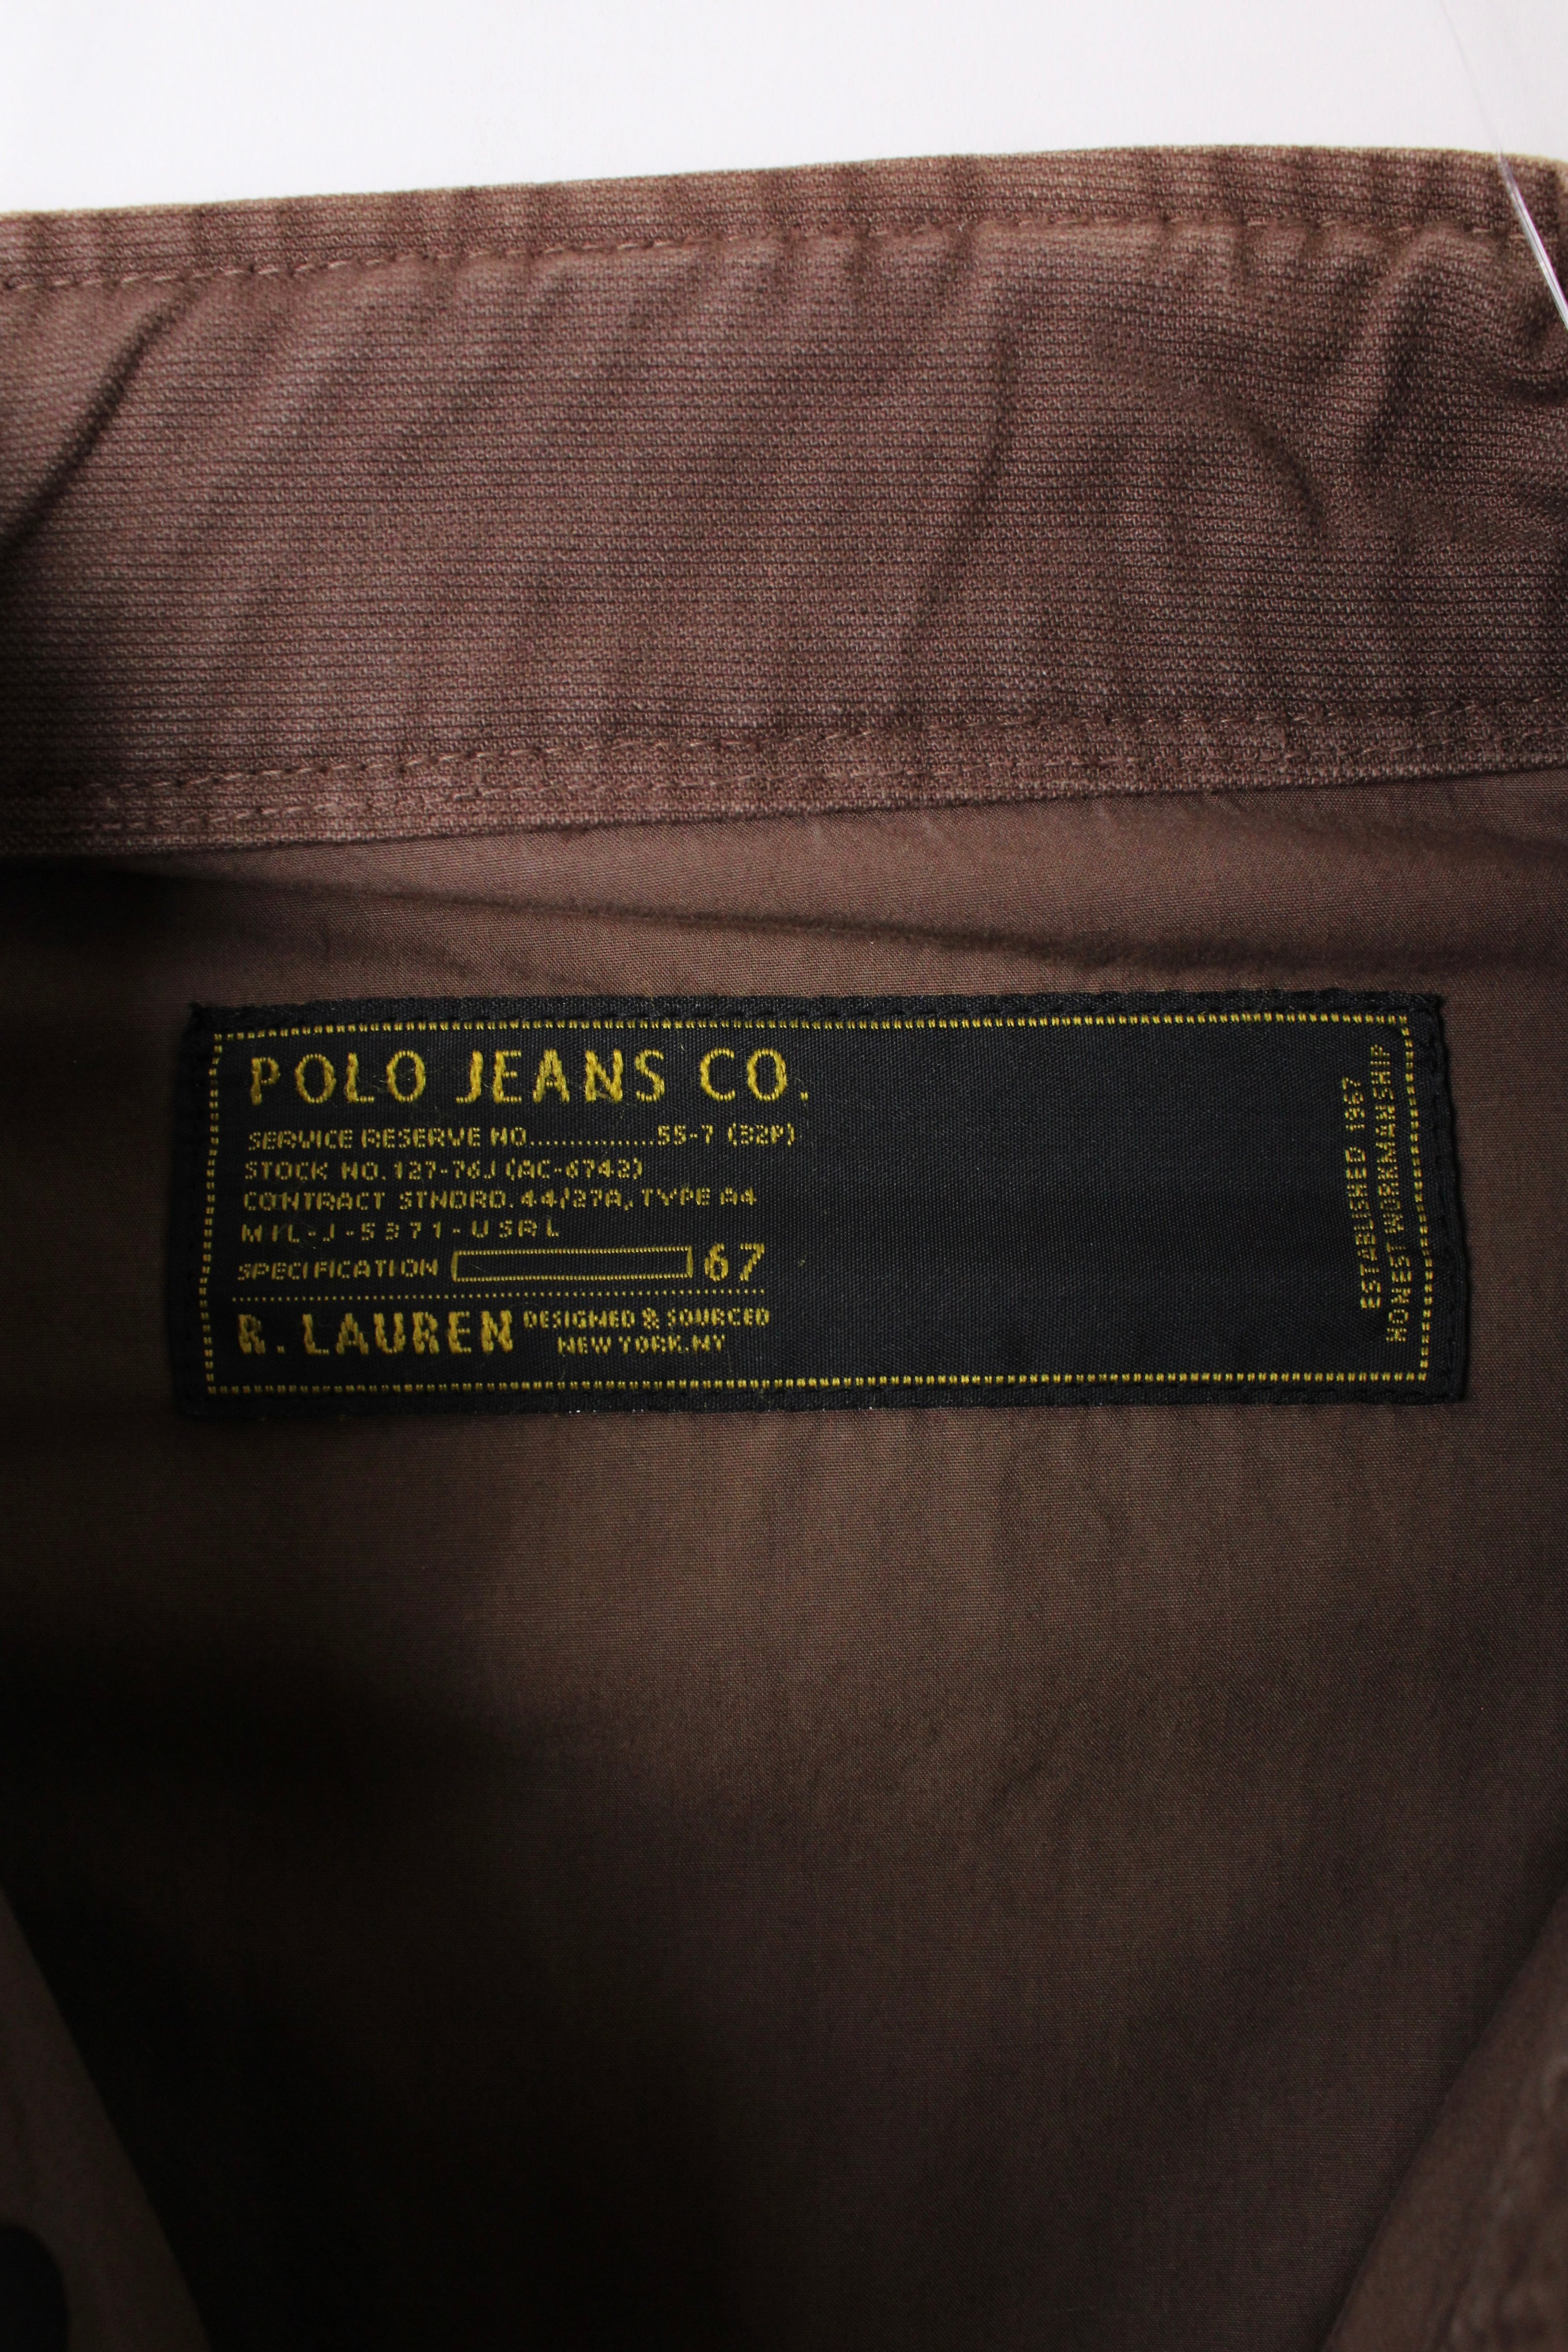 POLO JEANS CO.
SERVICE RESERVE NO...............55-7 (32P)
STOCK NO.127-76J (AC-6742)
CONTRACT STNDRD. 44/27A, TYPE A4
MIL-J-5371-USRL
SPECIFICATION 67
R. LAUREN DESIGNED & SOURCED
NEW YORK.NY
ESTABLISHED 1967
HONEST WORKMANSHIP